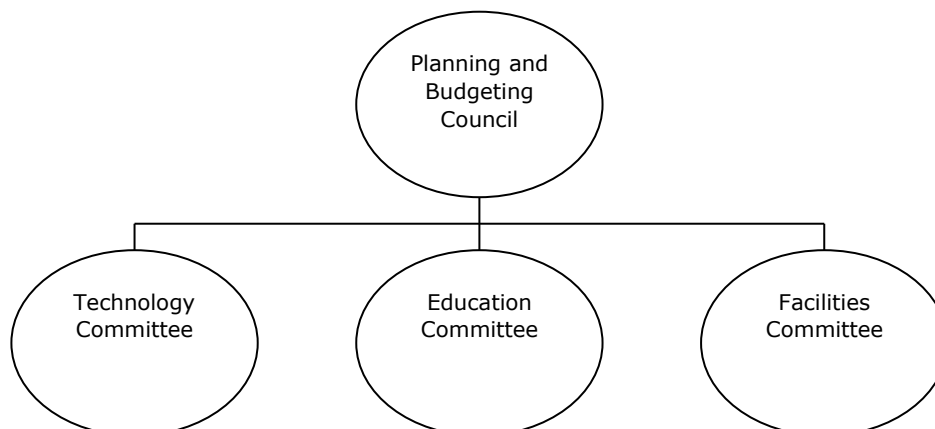 Planning and
Budgeting
Council
Technology
Committee
Education
Committee
Facilities
Committee